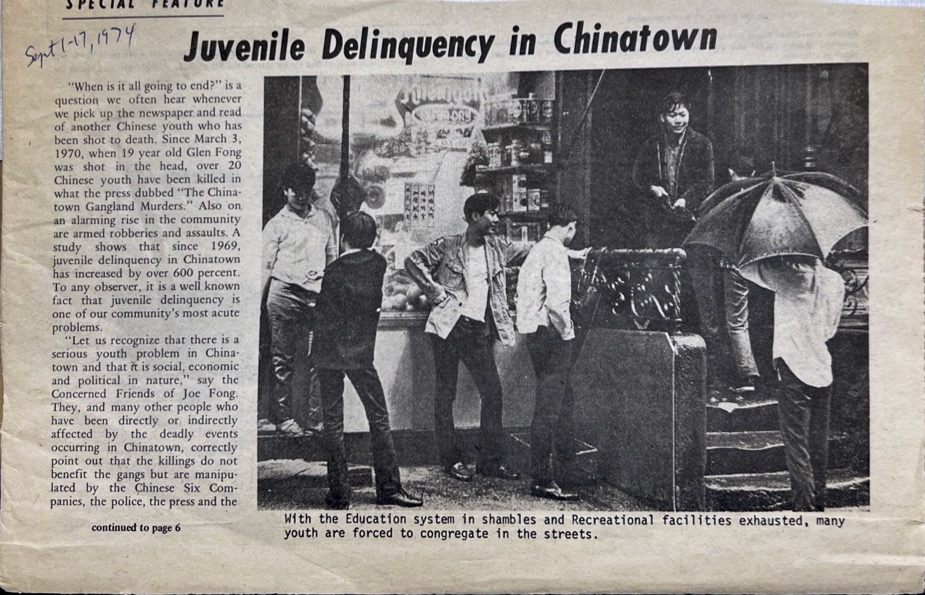 SPECIAL FEATURE
Sept 1-17, 1974
Juvenile Delinquency in Chinatown
"When is it all going to end?" is a
question we often hear whenever
we pick up the newspaper and read
of another Chinese youth who has
been shot to death. Since March 3,
1970, when 19 year old Glen Fong
was shot in the head, over 20
Chinese youth have been killed in
what the press dubbed "The China-
town Gangland Murders." Also on
an alarming rise in the community
are armed robberies and assaults. A
study shows that since 1969,
juvenile delinquency in Chinatown
has increased by over 600 percent.
To any observer, it is a well known
fact that juvenile delinquency is
one of our community's most acute
problems.
"Let us recognize that there is a
serious youth problem in China-
town and that it is social, economic
and political in nature," say the
Concerned Friends of Joe Fong.
They, and many other people who
have been directly or indirectly
affected by the deadly events
occurring in Chinatown, correctly
point out that the killings do not
benefit the gangs but are manipu-
lated by the Chinese Six Com-
panies, the police, the press and the
continued to page 6
With the Education system in shambles and Recreational facilities exhausted, many
youth are forced to congregate in the streets.